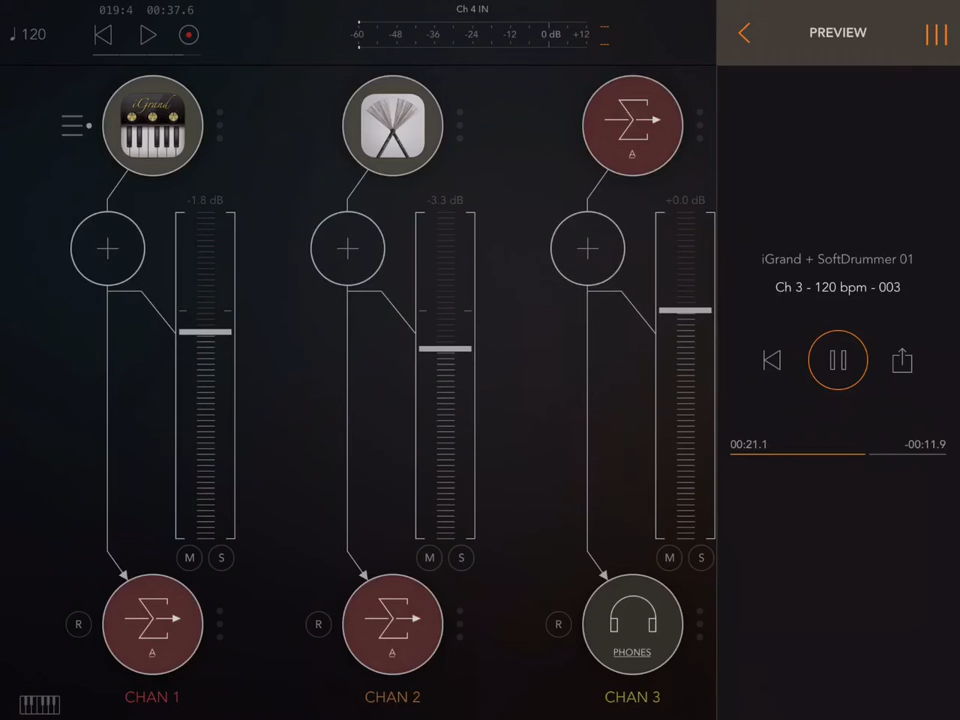 019:4 00:37.6
♩ 120
Ch 4 IN
-60 -48 -36 -24 -12 0 dB +12
PREVIEW
iGrand
A
-1.8 dB
-3.3 dB
+0.0 dB
iGrand + SoftDrummer 01
Ch 3 - 120 bpm - 003
00:21.1 -00:11.9
M S
M S
M S
R
R
R
A
A
PHONES
CHAN 1
CHAN 2
CHAN 3